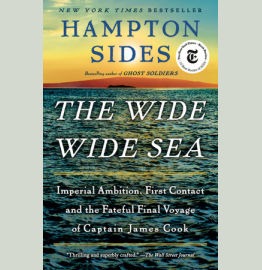 NEW YORK TIMES BESTSELLER
HAMPTON
SIDES
Bestselling author of GHOST SOLDIERS
THE WIDE
WIDE SEA
Imperial Ambition, First Contact
and the Fateful Final Voyage
of Captain James Cook
"Thrilling and superbly crafted." —The Wall Street Journal